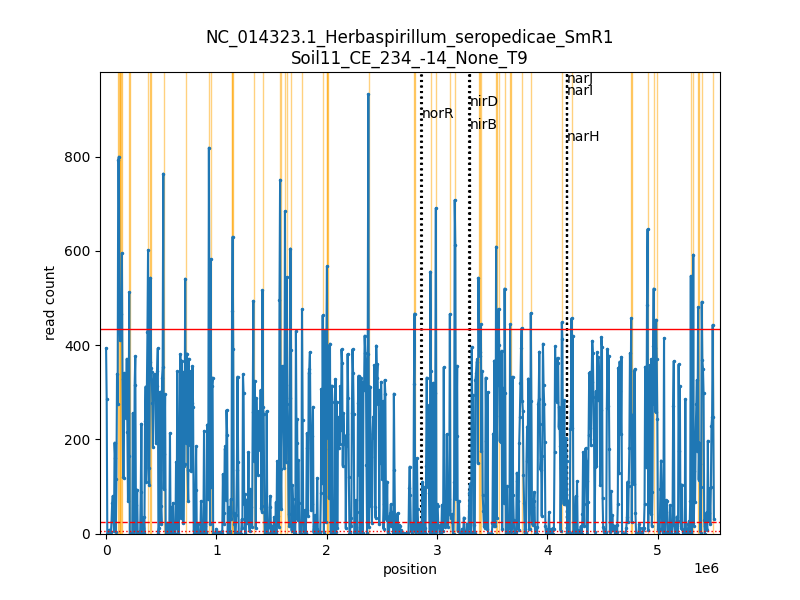 NC_014323.1_Herbaspirillum_seropedicae_SmR1
Soil11_CE_234_-14_None_T9
narJ
narI
nirD
norR
nirB
narH
read count
800
600
400
200
0
0
1
2
3
4
5
1e6
position